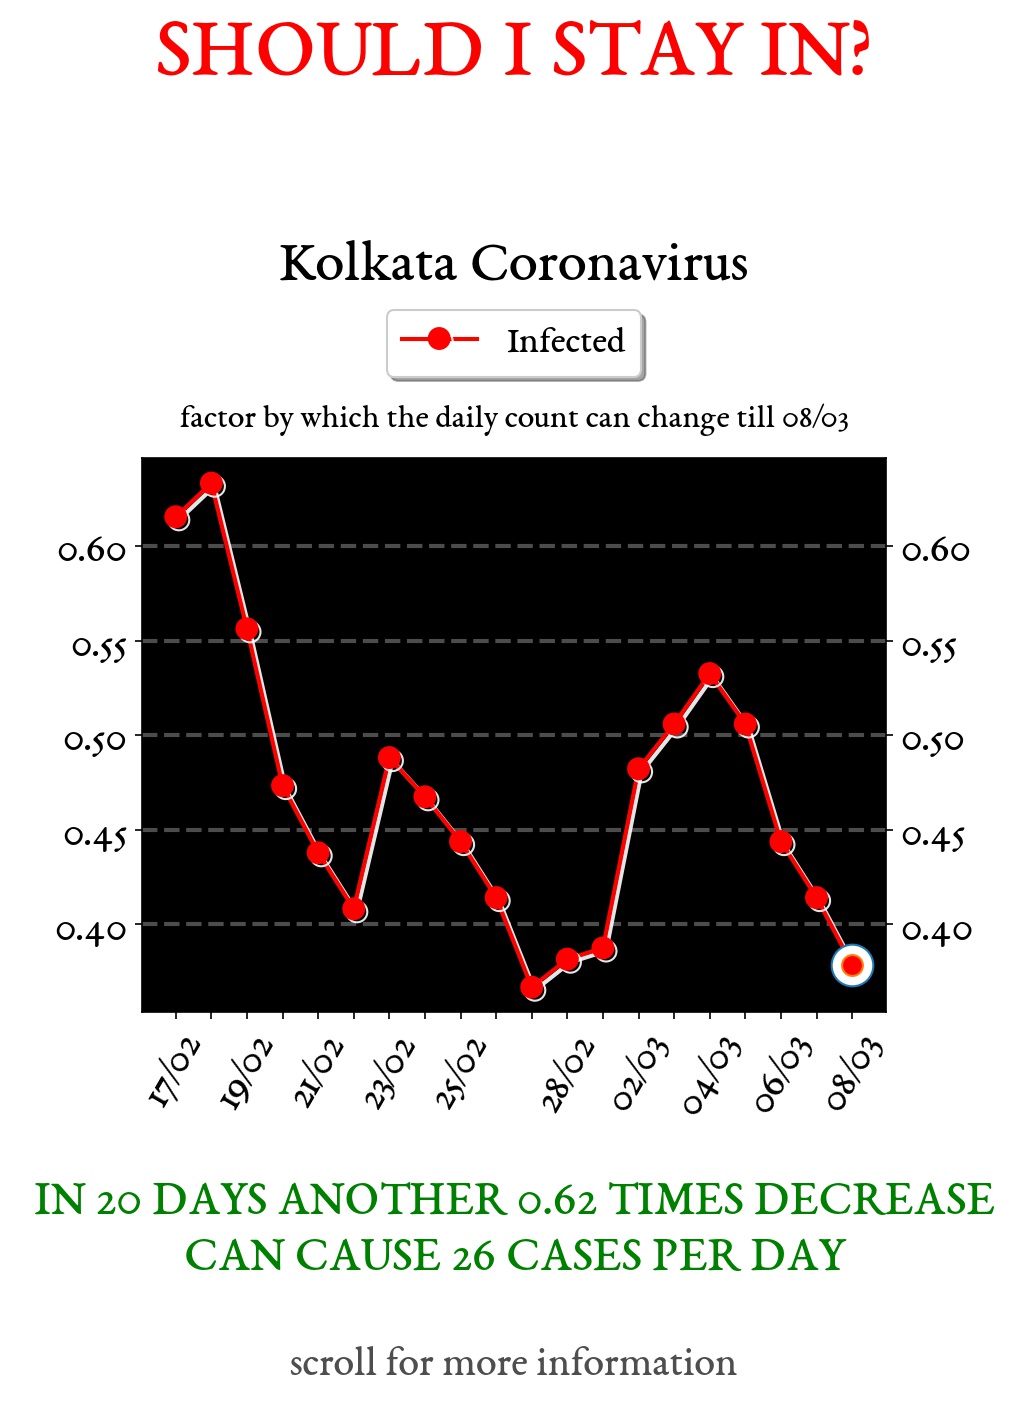 SHOULD I STAY IN?
Kolkata Coronavirus
Infected
factor by which the daily count can change till 08/03
0.60 0.60
0.55 0.55
0.50 0.50
0.45 0.45
0.40 0.40
17/02 19/02 21/02 23/02 25/02 28/02 02/03 04/03 06/03 08/03
IN 20 DAYS ANOTHER 0.62 TIMES DECREASE
CAN CAUSE 26 CASES PER DAY
scroll for more information